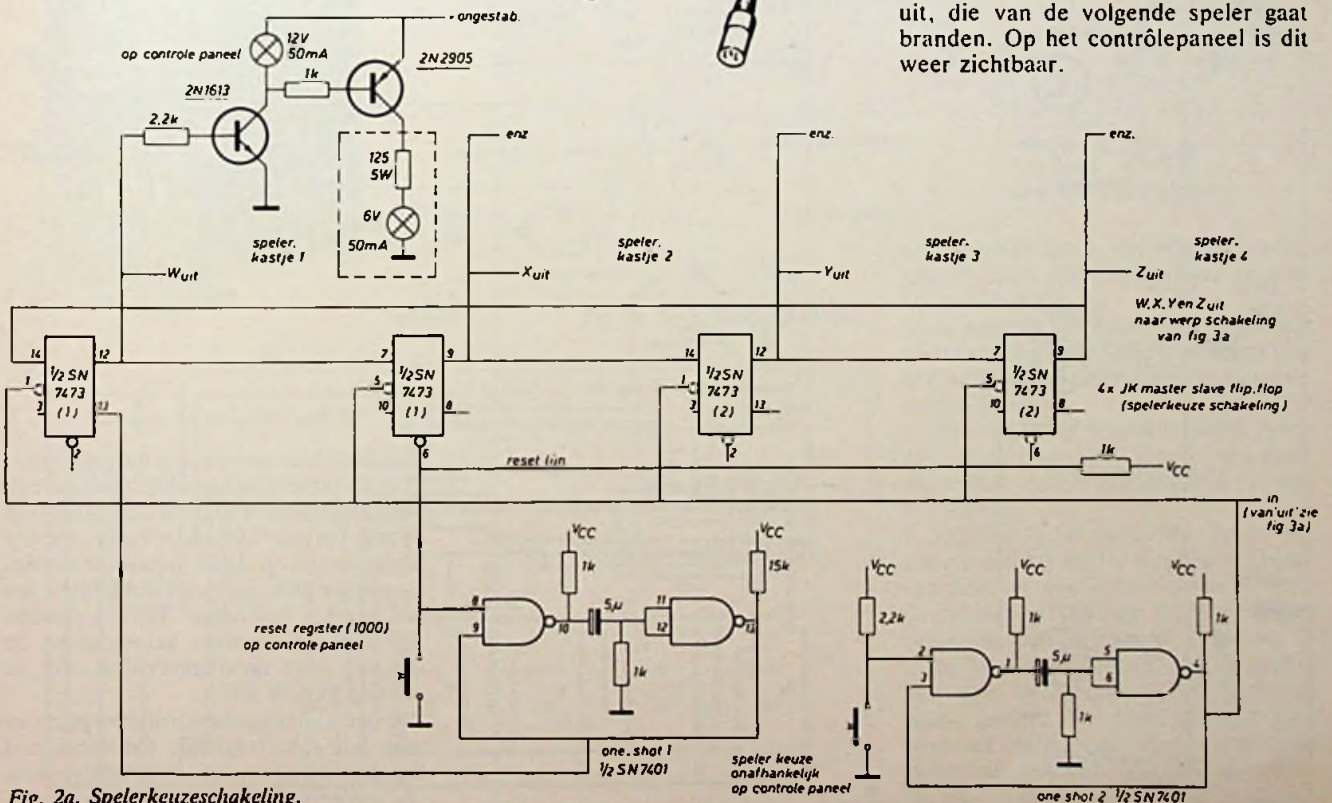 uit, die van de volgende speler gaat
branden. Op het contrôlepaneel is dit
weer zichtbaar.
ongestab.
12V
50mA
op controle paneel
1k
2N2905
2N1613
2,2k
125
5W
6V
50mA
enz
enz.
enz.
speler.
kastje 1
speler.
kastje 2
speler.
kastje 3
speler.
kastje 4
Wuit
Xuit
Yuit
Zuit
W, X, Y en Z uit
naar werp schakeling
van fig 3a
14
12
1
3
13
2
1/2 SN
7473
(1)
7
9
5
10
8
6
1/2 SN
7473
(1)
14
12
1
3
13
2
1/2 SN
7473
(2)
7
9
5
10
8
6
1/2 SN
7473
(2)
4x JK master slave flip.flop
(spelerkeuze schakeling)
reset lijn
1k
VCC
in
(van 'uit' zie
fig 3a)
reset register (1000)
op controle paneel
VCC
1k
5µ
VCC
15k
8
9
10
11
12
13
1k
one.shot 1
1/2 SN 7401
VCC
2,2k
VCC
1k
5µ
VCC
1k
2
3
1
5
6
4
1k
speler keuze
onafhankelijk
op controle paneel
one shot 2 1/2 SN 7401
Fig. 2a. Spelerkeuzeschakeling.